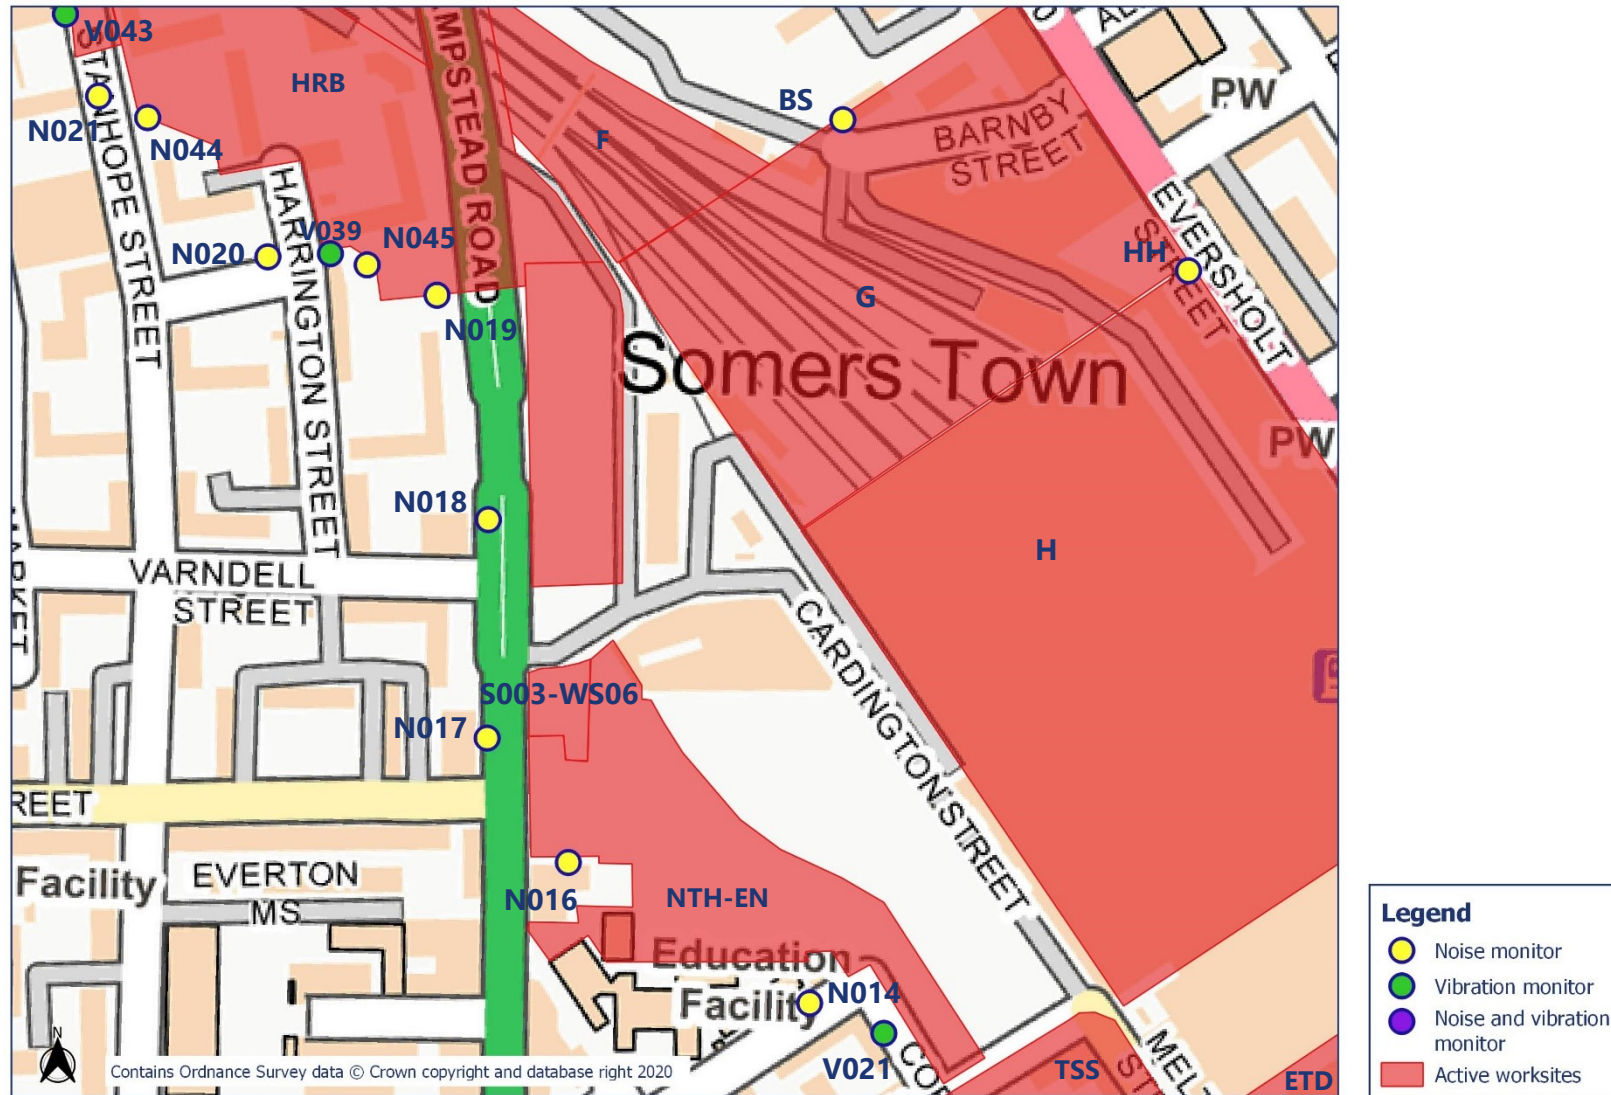 V043
STANHOPE STREET
N021
N044
HRB
HARRINGTON STREET
N020
V039
N045
N019
MPSTEAD ROAD
F
BS
BARNBY
STREET
PW
EVERSHOLT
STREET
HH
G
Somers Town
PW
N018
H
VARNDELL
STREET
CARDINGTON STREET
S003-WS06
N017
REET
EVERTON
MS
Facility
N016
NTH-EN
Education
Facility
N014
V021
TSS
ETD
N
Contains Ordnance Survey data © Crown copyright and database right 2020
Legend
Noise monitor
Vibration monitor
Noise and vibration
monitor
Active worksites